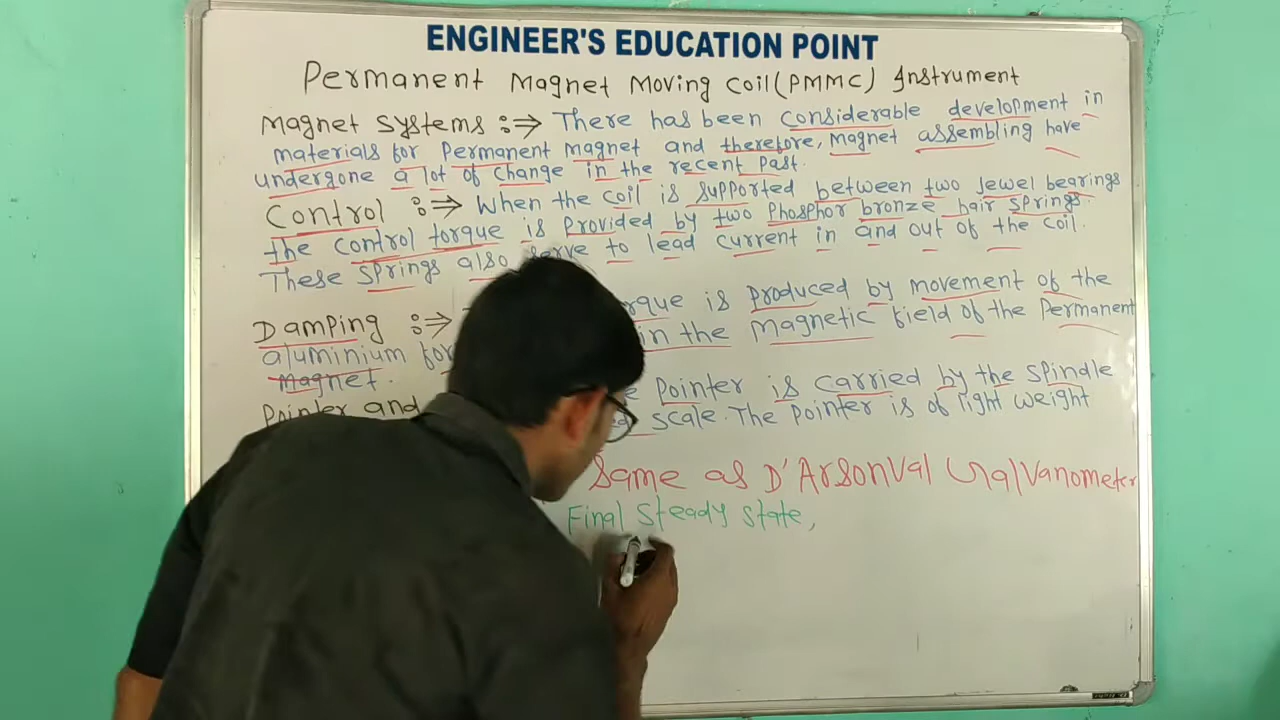 ENGINEER'S EDUCATION POINT
Permanent Magnet Moving Coil (PMMC) Instrument
Magnet Systems :⇒ There has been considerable development in
materials for Permanent magnet and therefore, magnet assembling have
undergone a lot of change in the recent past.
Control :⇒ When the coil is supported between two jewel bearings
the control torque is provided by two Phosphor bronze hair springs.
These springs also serve to lead current in and out of the coil.
Damping :⇒ rque is produced by movement of the
aluminium for in the magnetic field of the Permanent
magnet.
Pointer and e Pointer is carried by the spindle
ed scale. The pointer is of light weight
Same as D'Arsonval Galvanometer
Final Steady state,